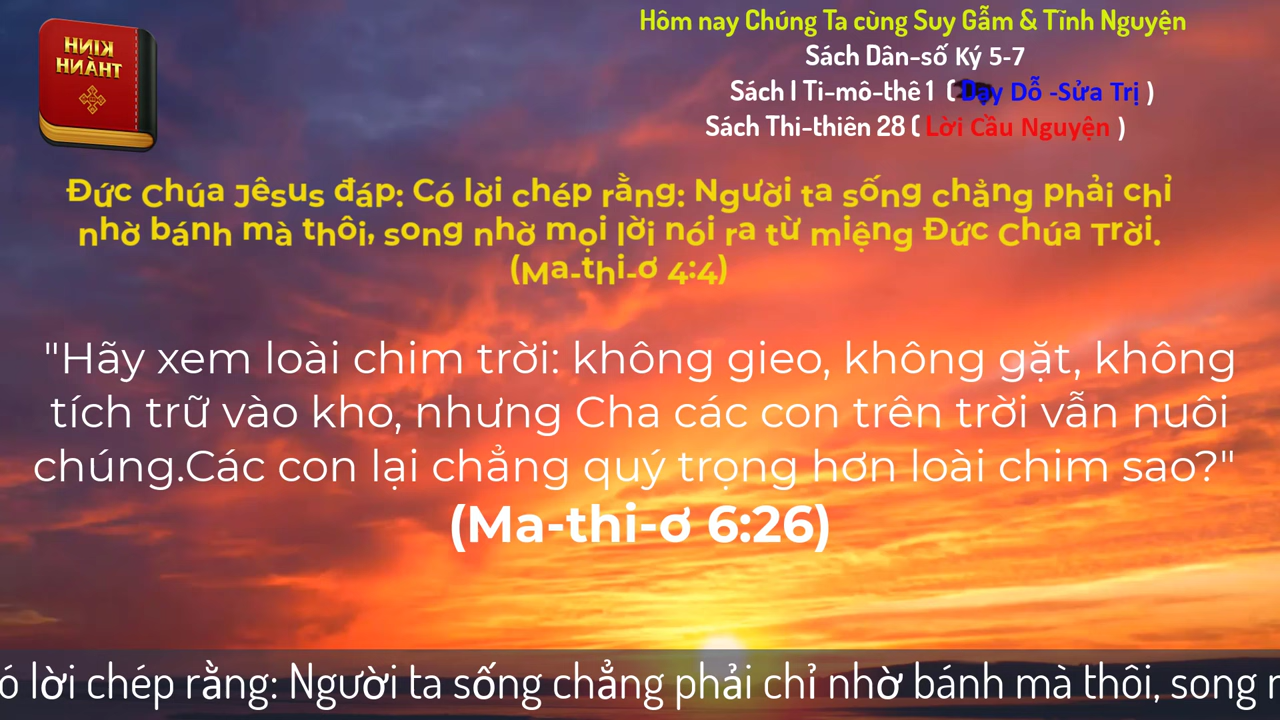 KINH
THÁNH
Hôm nay Chúng Ta cùng Suy Gẫm & Tĩnh Nguyện
Sách Dân-số Ký 5-7
Sách I Ti-mô-thê 1 ( Dạy Dỗ -Sửa Trị )
Sách Thi-thiên 28 ( Lời Cầu Nguyện )
Đức Chúa Jêsus đáp: Có lời chép rằng: Người ta sống chẳng phải chỉ
nhờ bánh mà thôi, song nhờ mọi lời nói ra từ miệng Đức Chúa Trời.
(Ma-thi-ơ 4:4)
"Hãy xem loài chim trời: không gieo, không gặt, không
tích trữ vào kho, nhưng Cha các con trên trời vẫn nuôi
chúng.Các con lại chẳng quý trọng hơn loài chim sao?"
(Ma-thi-ơ 6:26)
ó lời chép rằng: Người ta sống chẳng phải chỉ nhờ bánh mà thôi, song